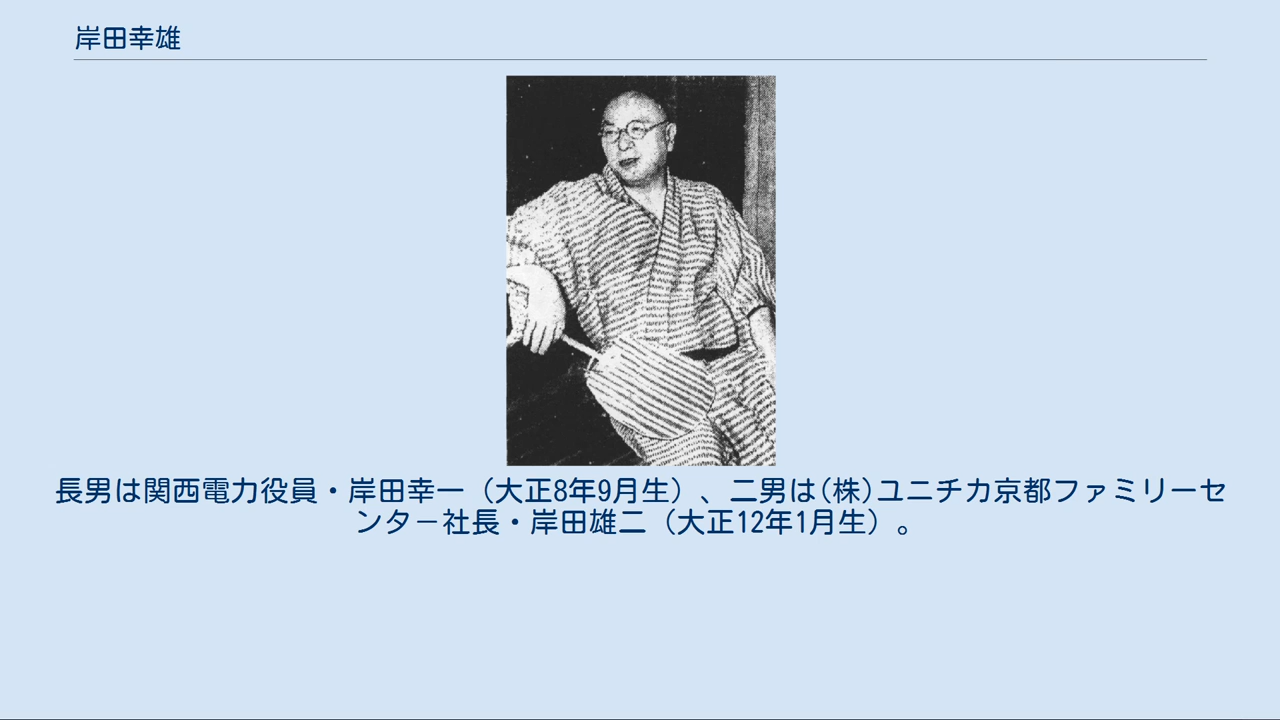 岸田幸雄
長男は関西電力役員・岸田幸一（大正8年9月生）、二男は(株)ユニチカ京都ファミリーセ
ンタ－社長・岸田雄二（大正12年1月生）。